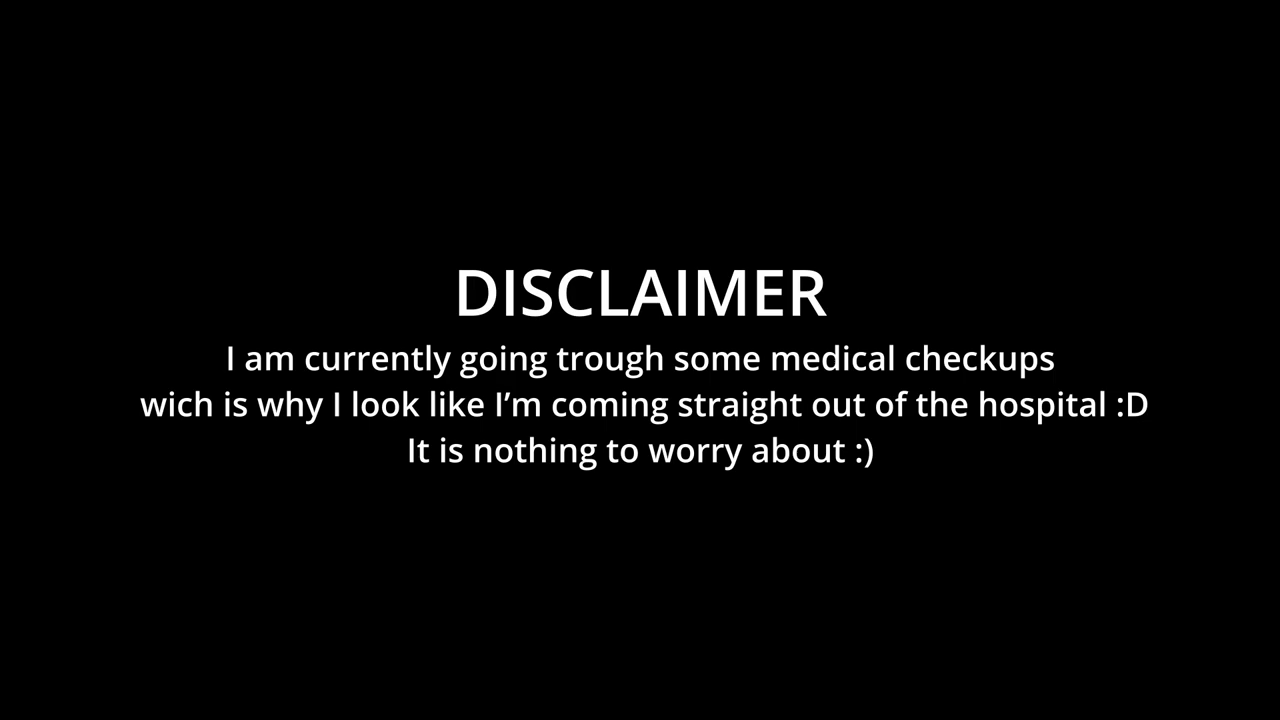 DISCLAIMER
I am currently going trough some medical checkups
wich is why I look like I’m coming straight out of the hospital :D
It is nothing to worry about :)